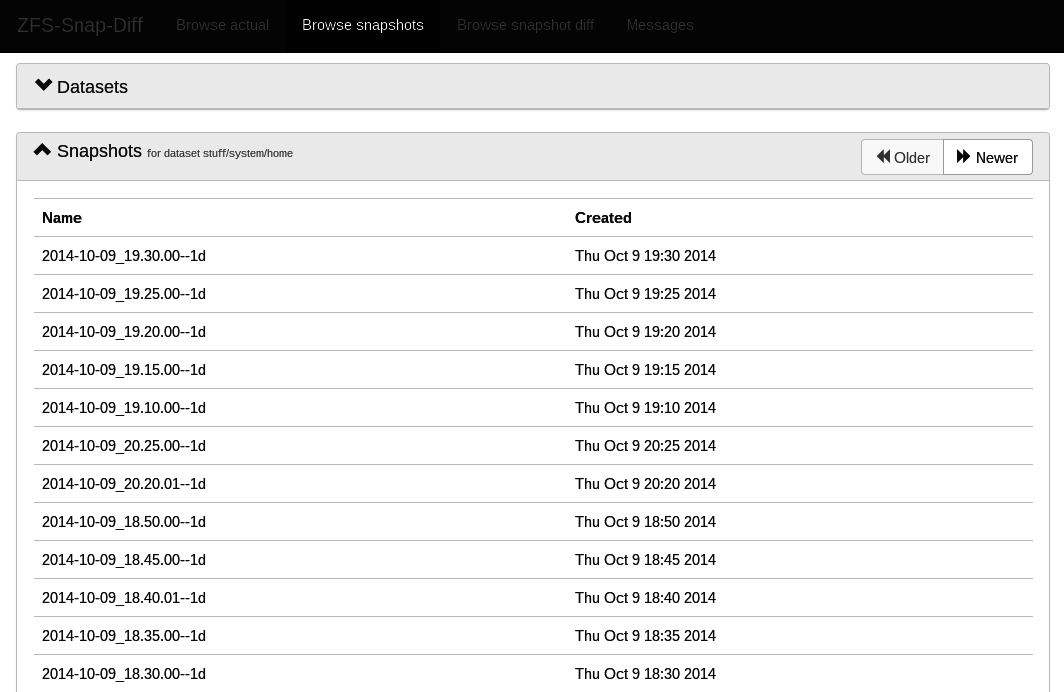 ZFS-Snap-Diff Browse actual Browse snapshots Browse snapshot diff Messages
Datasets
Snapshots for dataset stuff/system/home Older Newer
Name Created
2014-10-09_19.30.00--1d Thu Oct 9 19:30 2014
2014-10-09_19.25.00--1d Thu Oct 9 19:25 2014
2014-10-09_19.20.00--1d Thu Oct 9 19:20 2014
2014-10-09_19.15.00--1d Thu Oct 9 19:15 2014
2014-10-09_19.10.00--1d Thu Oct 9 19:10 2014
2014-10-09_20.25.00--1d Thu Oct 9 20:25 2014
2014-10-09_20.20.01--1d Thu Oct 9 20:20 2014
2014-10-09_18.50.00--1d Thu Oct 9 18:50 2014
2014-10-09_18.45.00--1d Thu Oct 9 18:45 2014
2014-10-09_18.40.01--1d Thu Oct 9 18:40 2014
2014-10-09_18.35.00--1d Thu Oct 9 18:35 2014
2014-10-09_18.30.00--1d Thu Oct 9 18:30 2014